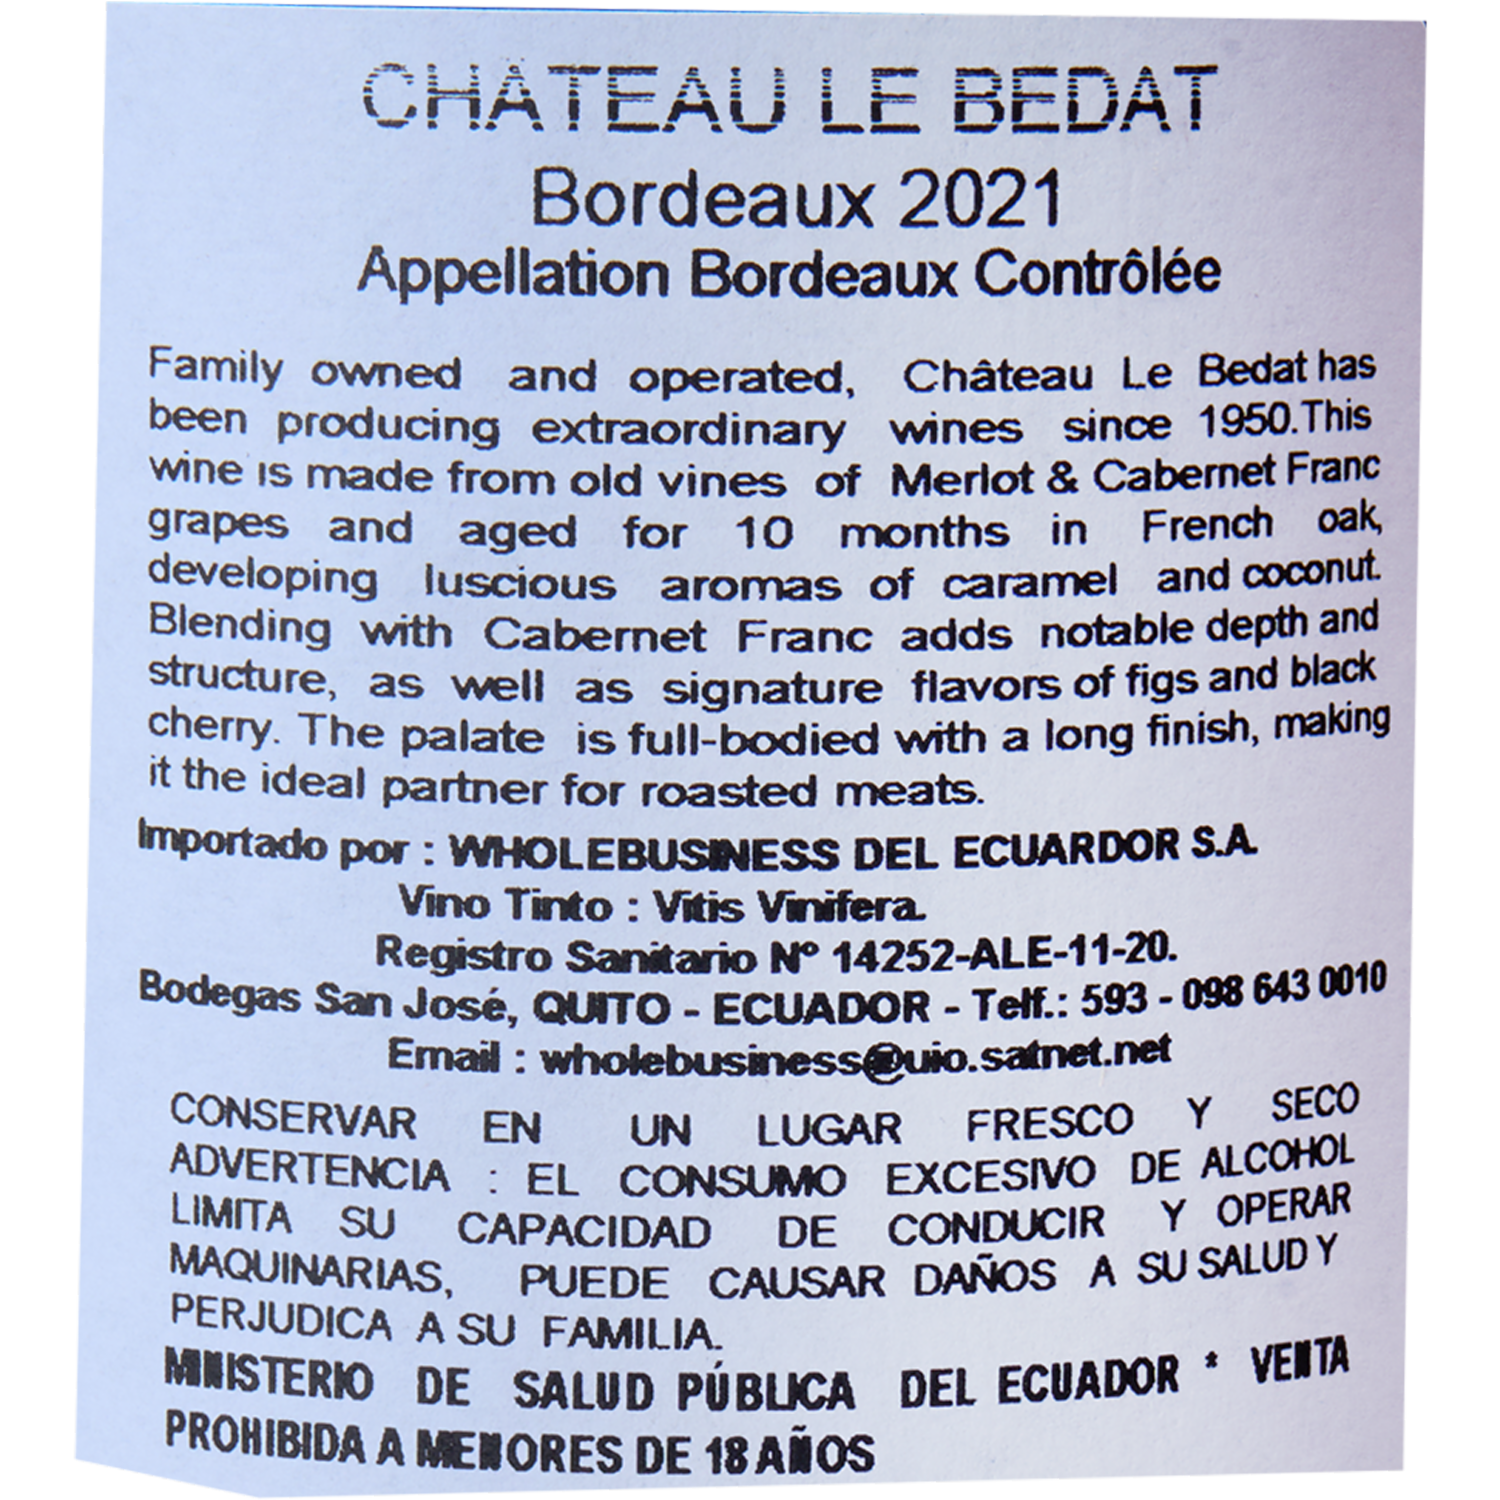 CHÂTEAU LE BEDAT
Bordeaux 2021
Appellation Bordeaux Contrôlée
Family owned and operated, Château Le Bedat has
been producing extraordinary wines since 1950.This
wine is made from old vines of Merlot & Cabernet Franc
grapes and aged for 10 months in French oak,
developing luscious aromas of caramel and coconut.
Blending with Cabernet Franc adds notable depth and
structure, as well as signature flavors of figs and black
cherry. The palate is full-bodied with a long finish, making
it the ideal partner for roasted meats.
Importado por : WHOLEBUSINESS DEL ECUARDOR S.A.
Vino Tinto : Vitis Vinifera.
Registro Sanitario Nº 14252-ALE-11-20.
Bodegas San José, QUITO - ECUADOR - Telf.: 593 - 098 643 0010
Email : wholebusiness@uio.satnet.net
CONSERVAR EN UN LUGAR FRESCO Y SECO
ADVERTENCIA : EL CONSUMO EXCESIVO DE ALCOHOL
LIMITA SU CAPACIDAD DE CONDUCIR Y OPERAR
MAQUINARIAS, PUEDE CAUSAR DAÑOS A SU SALUD Y
PERJUDICA A SU FAMILIA.
MINISTERIO DE SALUD PÚBLICA DEL ECUADOR * VENTA
PROHIBIDA A MENORES DE 18 AÑOS